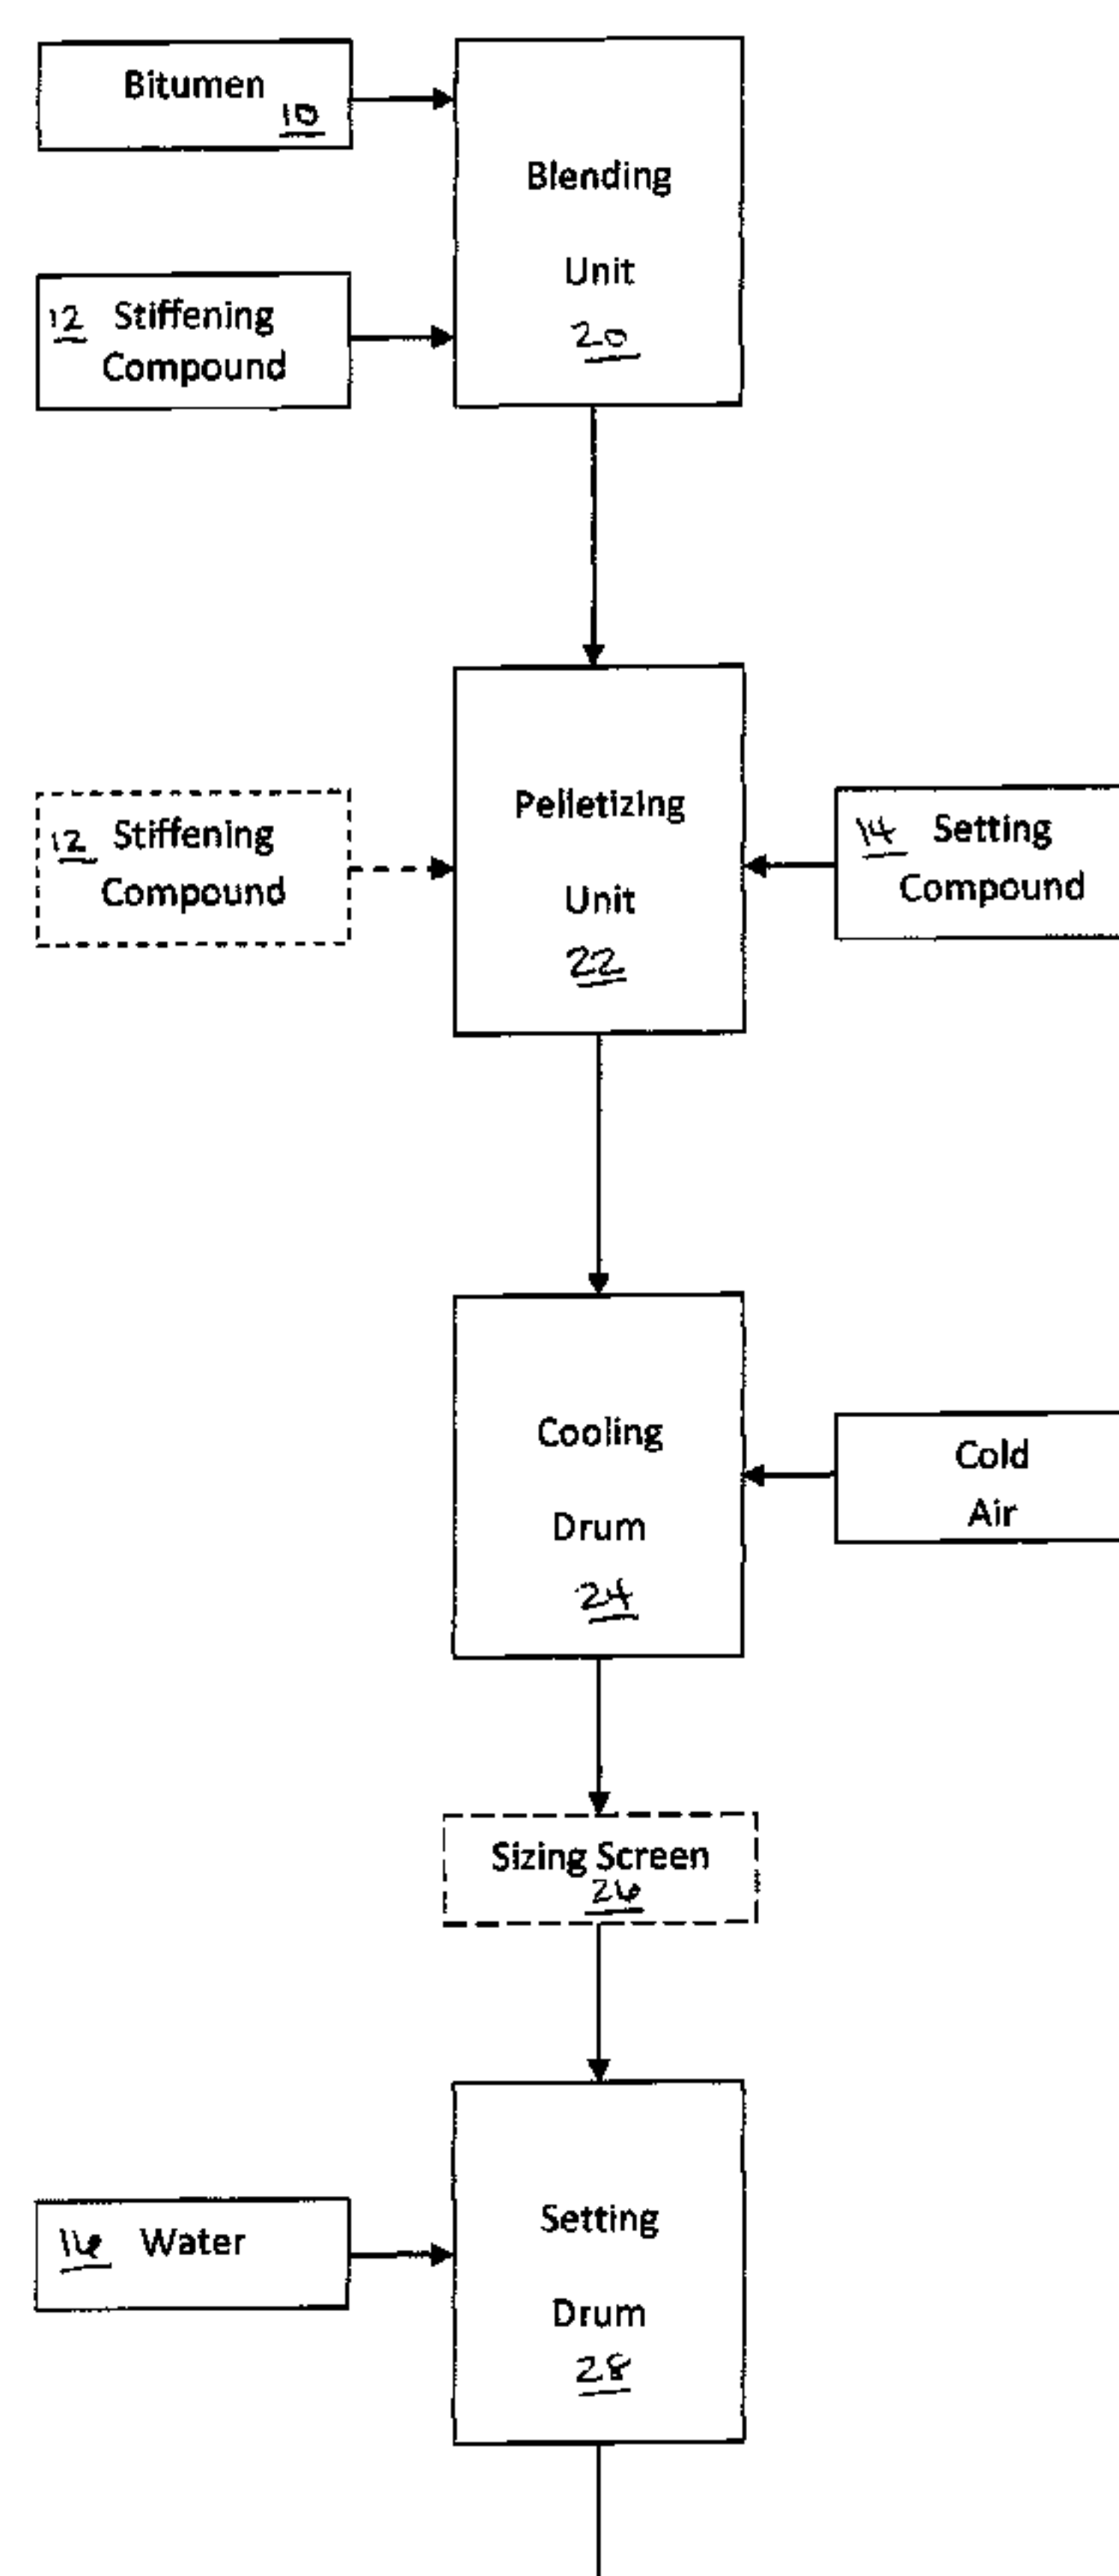 Bitumen
10
Blending
Unit
20
12 Stiffening
Compound
Pelletizing
Unit
22
12 Stiffening
Compound
14 Setting
Compound
Cooling
Drum
24
Cold
Air
Sizing Screen
26
Setting
Drum
28
16 Water